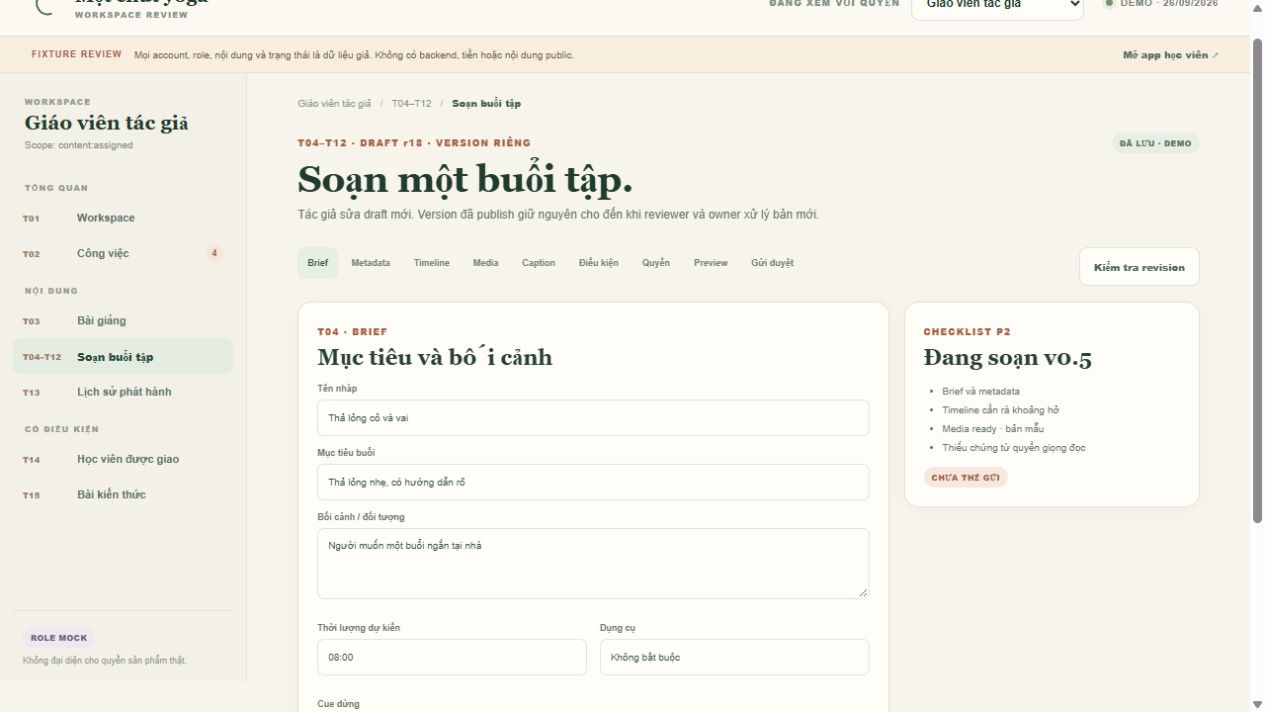 Một chút yoga
WORKSPACE REVIEW
ĐANG XEM VỚI QUYỀN
Giáo viên tác giả
DEMO · 26/09/2026
FIXTURE REVIEW
Mọi account, role, nội dung và trạng thái là dữ liệu giả. Không có backend, tiền hoặc nội dung public.
Mở app học viên ↗
WORKSPACE
Giáo viên tác giả
Scope: content:assigned
TỔNG QUAN
T01 Workspace
T02 Công việc 4
NỘI DUNG
T03 Bài giảng
T04–T12 Soạn buổi tập
T13 Lịch sử phát hành
CÓ ĐIỀU KIỆN
T14 Học viên được giao
T15 Bài kiến thức
ROLE MOCK
Không đại diện cho quyền sản phẩm thật.
Giáo viên tác giả / T04–T12 / Soạn buổi tập
T04–T12 · DRAFT r18 · VERSION RIÊNG
ĐÃ LƯU · DEMO
Soạn một buổi tập.
Tác giả sửa draft mới. Version đã publish giữ nguyên cho đến khi reviewer và owner xử lý bản mới.
Brief Metadata Timeline Media Caption Điều kiện Quyền Preview Gửi duyệt
Kiểm tra revision
T04 · BRIEF
Mục tiêu và bối cảnh
Tên nháp
Thả lỏng cổ và vai
Mục tiêu buổi
Thả lỏng nhẹ, có hướng dẫn rõ
Bối cảnh / đối tượng
Người muốn một buổi ngắn tại nhà
Thời lượng dự kiến
08:00
Dụng cụ
Không bắt buộc
Cue dừng
CHECKLIST P2
Đang soạn v0.5
• Brief và metadata
• Timeline cần rà khoảng hở
• Media ready · bản mẫu
• Thiếu chứng từ quyền giọng đọc
CHƯA THỂ GỬI